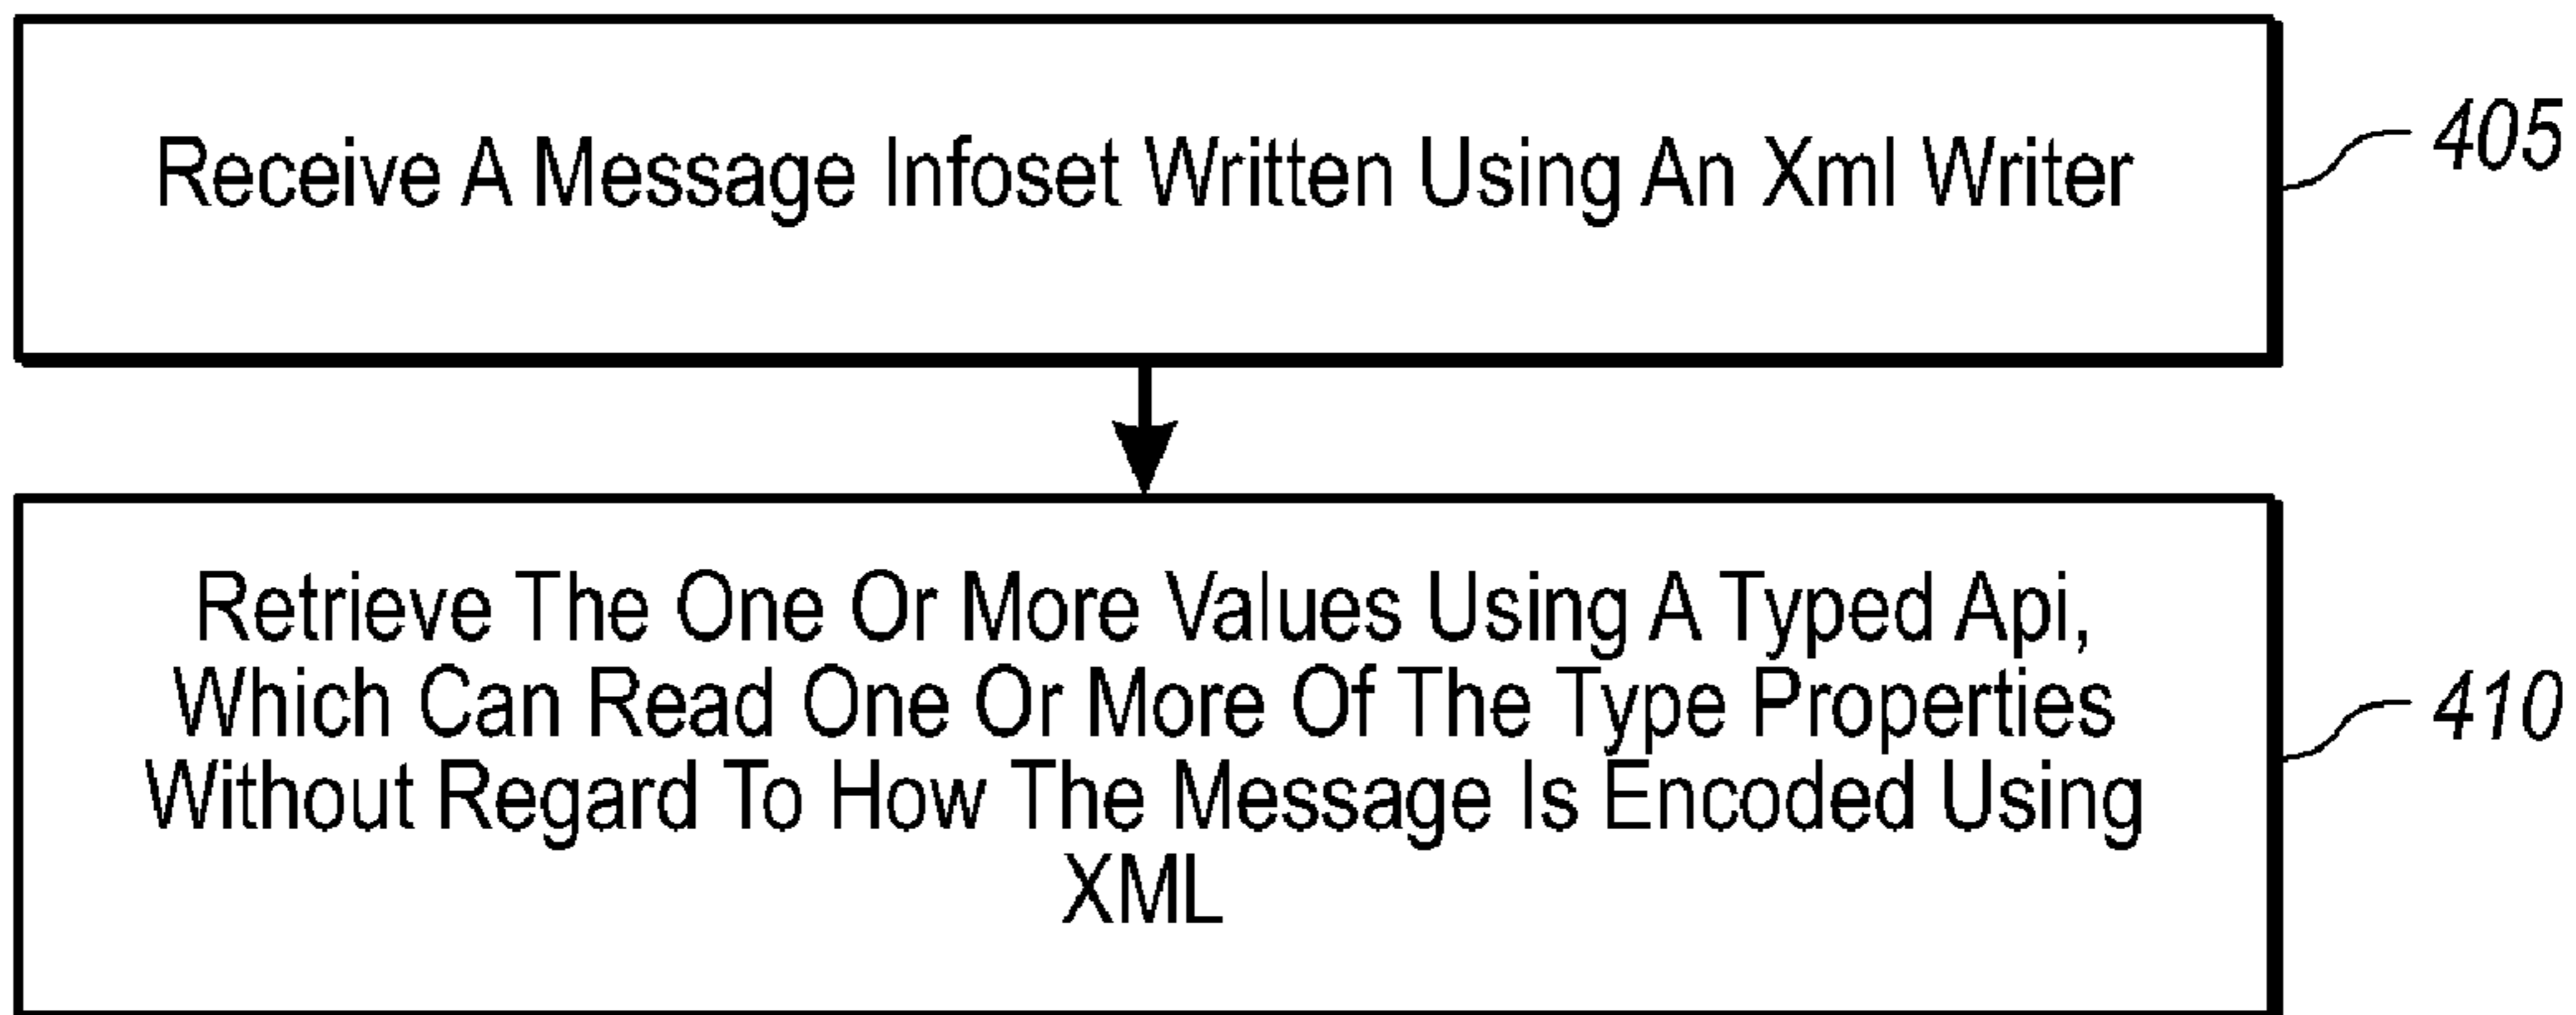 Receive A Message Infoset Written Using An Xml Writer
405
Retrieve The One Or More Values Using A Typed Api,
Which Can Read One Or More Of The Type Properties
Without Regard To How The Message Is Encoded Using
XML
410